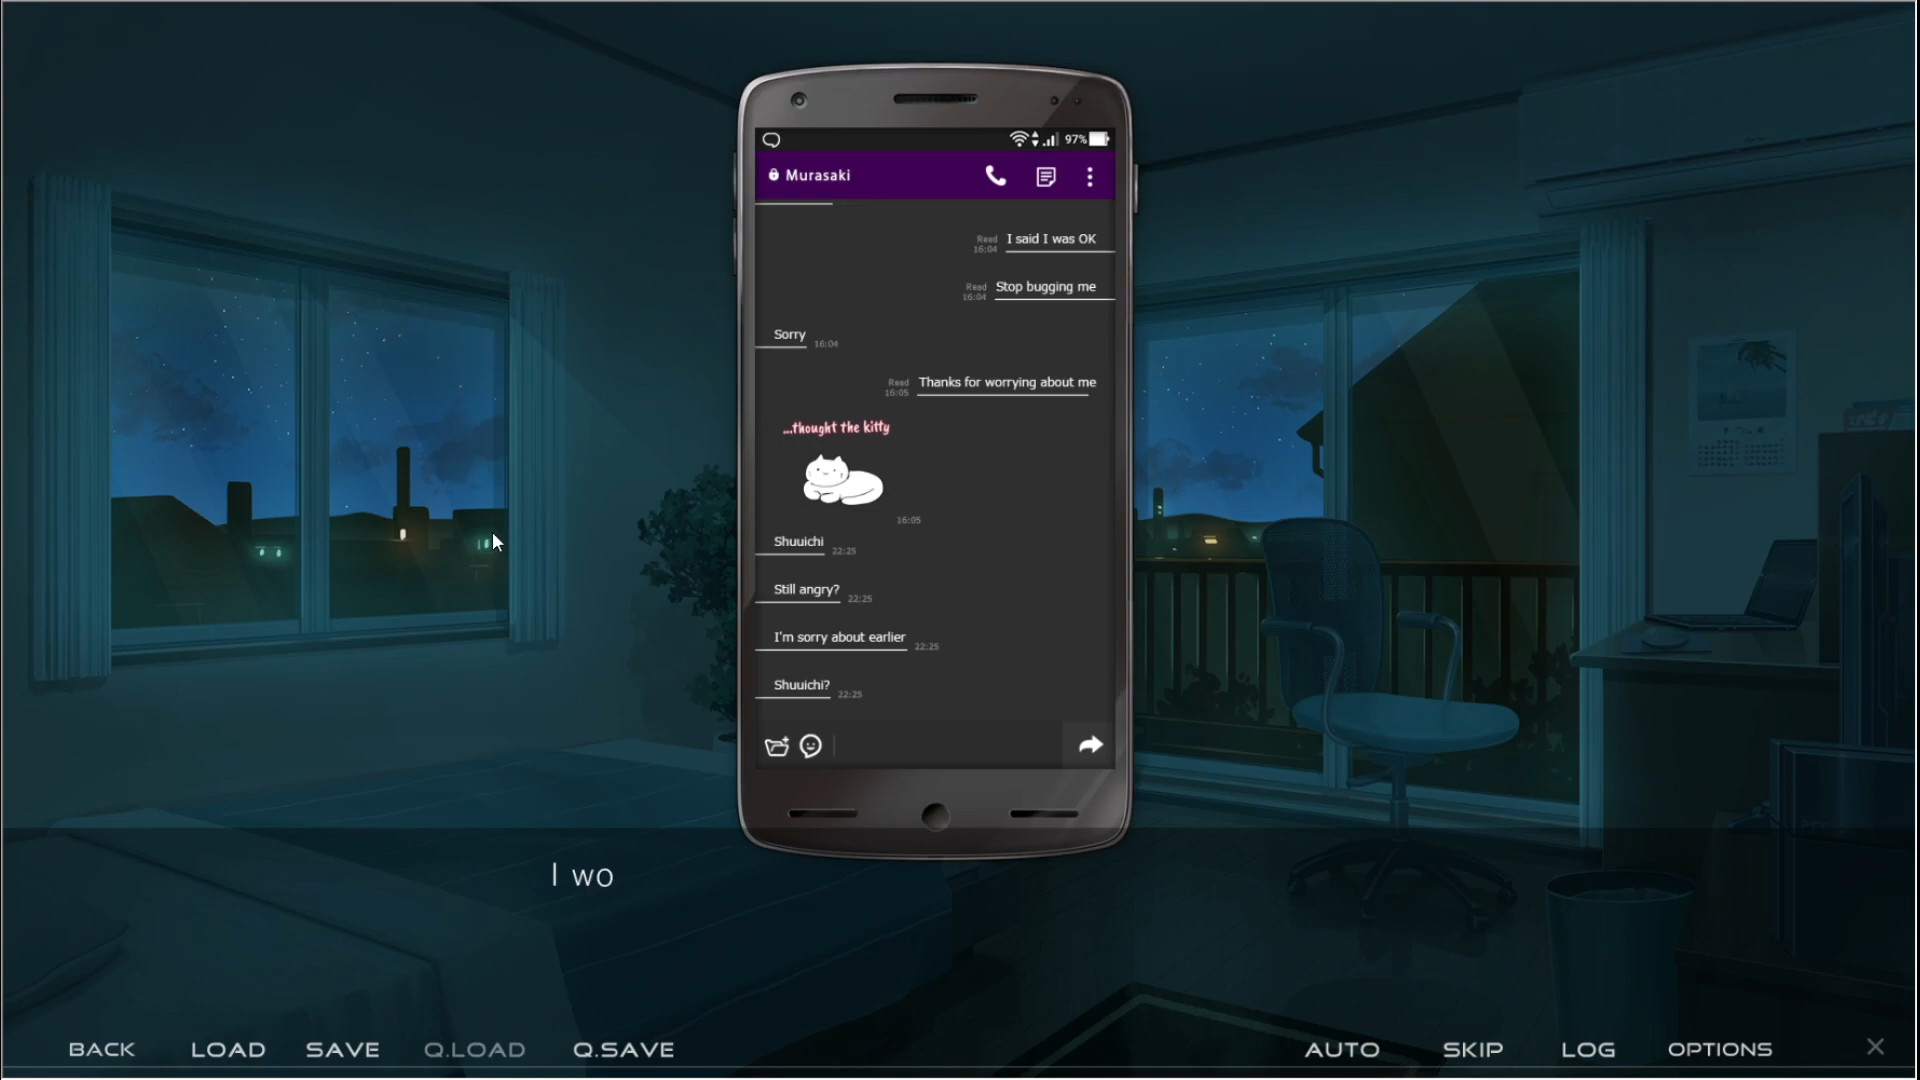 97%
Murasaki
Read
16:04
I said I was OK
Read
16:04
Stop bugging me
Sorry
16:04
Read
16:05
Thanks for worrying about me
...thought the kitty
16:05
Shuuichi
22:25
Still angry?
22:25
I'm sorry about earlier
22:25
Shuuichi?
22:25
I wo
BACK LOAD SAVE Q.LOAD Q.SAVE AUTO SKIP LOG OPTIONS